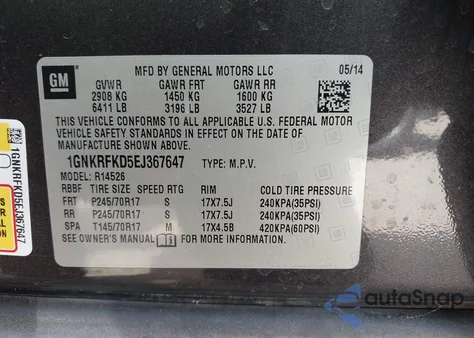 GM
MFD BY GENERAL MOTORS LLC 05/14
GVWR GAWR FRT GAWR RR
2908 KG 1450 KG 1600 KG
6411 LB 3196 LB 3527 LB
THIS VEHICLE CONFORMS TO ALL APPLICABLE U.S. FEDERAL MOTOR
VEHICLE SAFETY STANDARDS IN EFFECT ON THE DATE OF
MANUFACTURE SHOWN ABOVE.
1GNKRFKD5EJ367647 TYPE: M.P.V.
MODEL: R14526
RBBF TIRE SIZE SPEED RTG RIM COLD TIRE PRESSURE
FRT P245/70R17 S 17X7.5J 240KPA(35PSI)
RR P245/70R17 S 17X7.5J 240KPA(35PSI)
SPA T145/70R17 M 17X4.5B 420KPA(60PSI)
SEE OWNER'S MANUAL FOR MORE INFORMATION.
1GNKRFKD5EJ367647
autoSnap